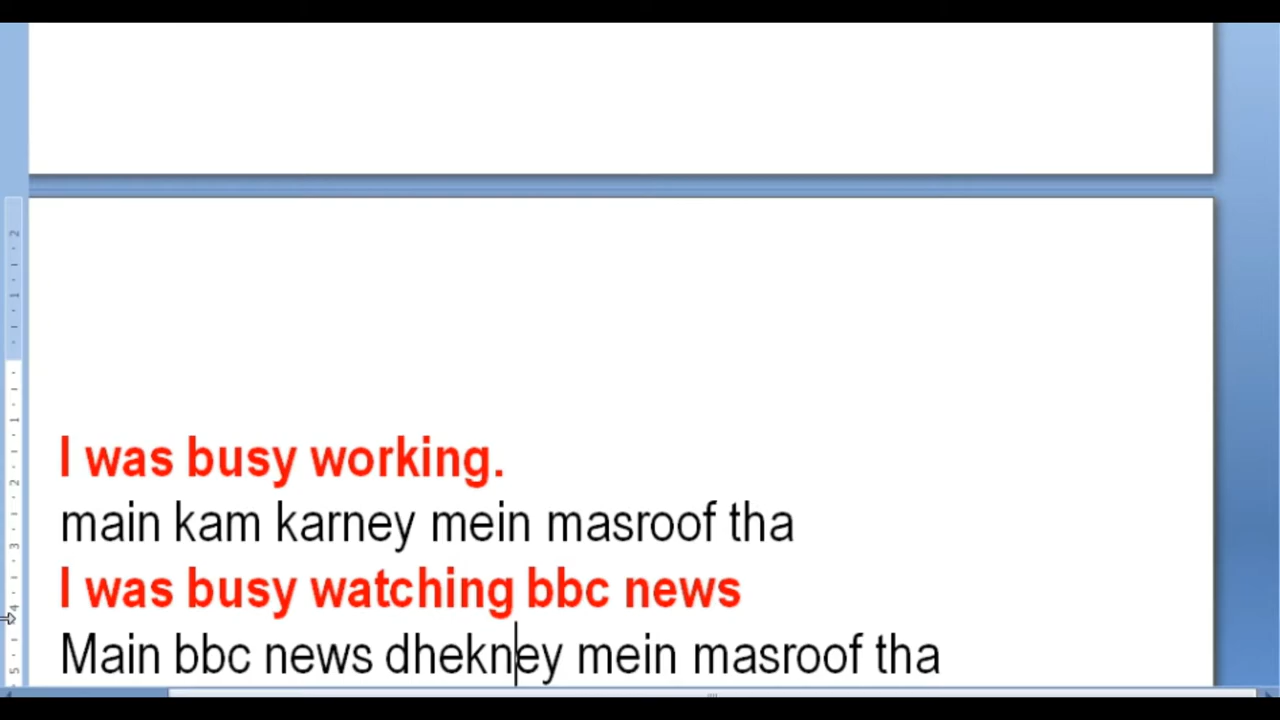 I was busy working.
main kam karney mein masroof tha
I was busy watching bbc news
Main bbc news dhekney mein masroof tha